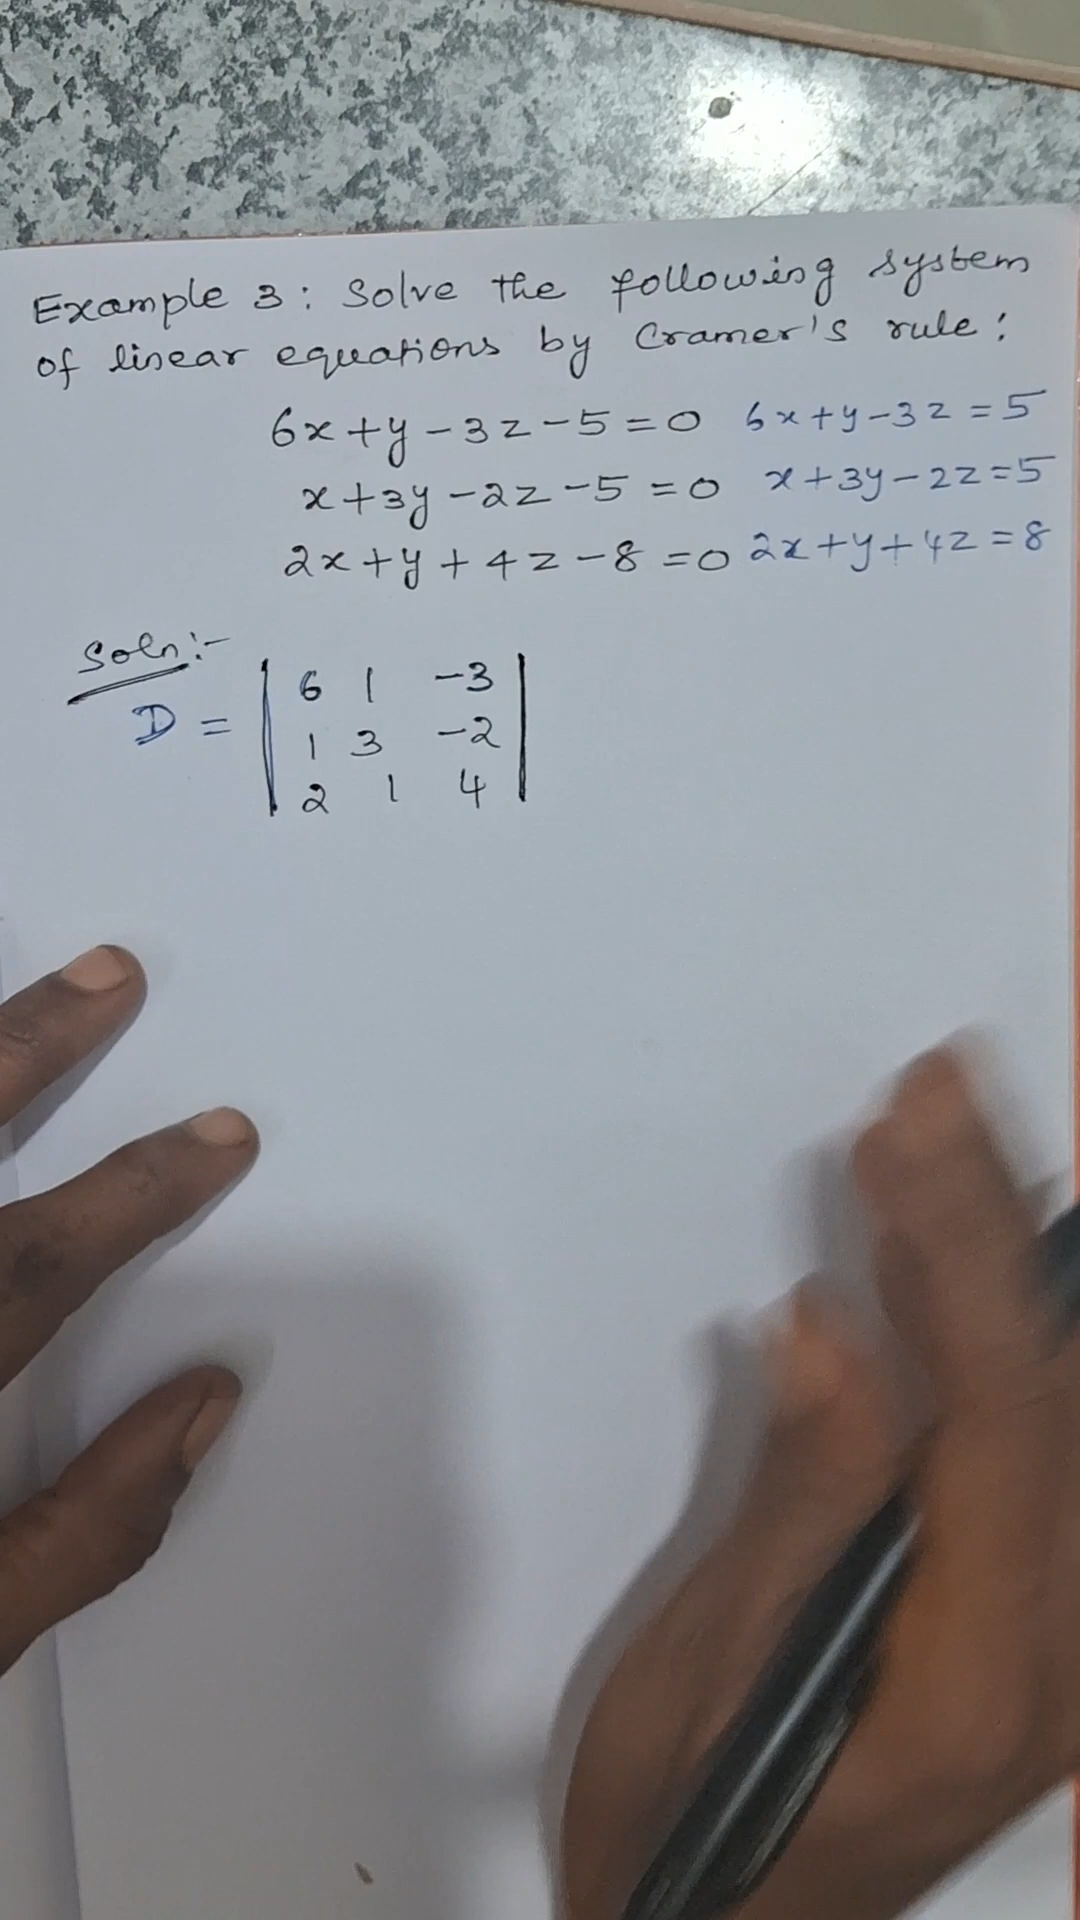 Example 3: Solve the following system
of linear equations by Cramer's rule:
6x+y-3z-5=0 6x+y-3z=5
x+3y-2z-5=0 x+3y-2z=5
2x+y+4z-8=0 2x+y+4z=8
Soln:-
D = | 6 1 -3 |
| 1 3 -2 |
| 2 1 4 |